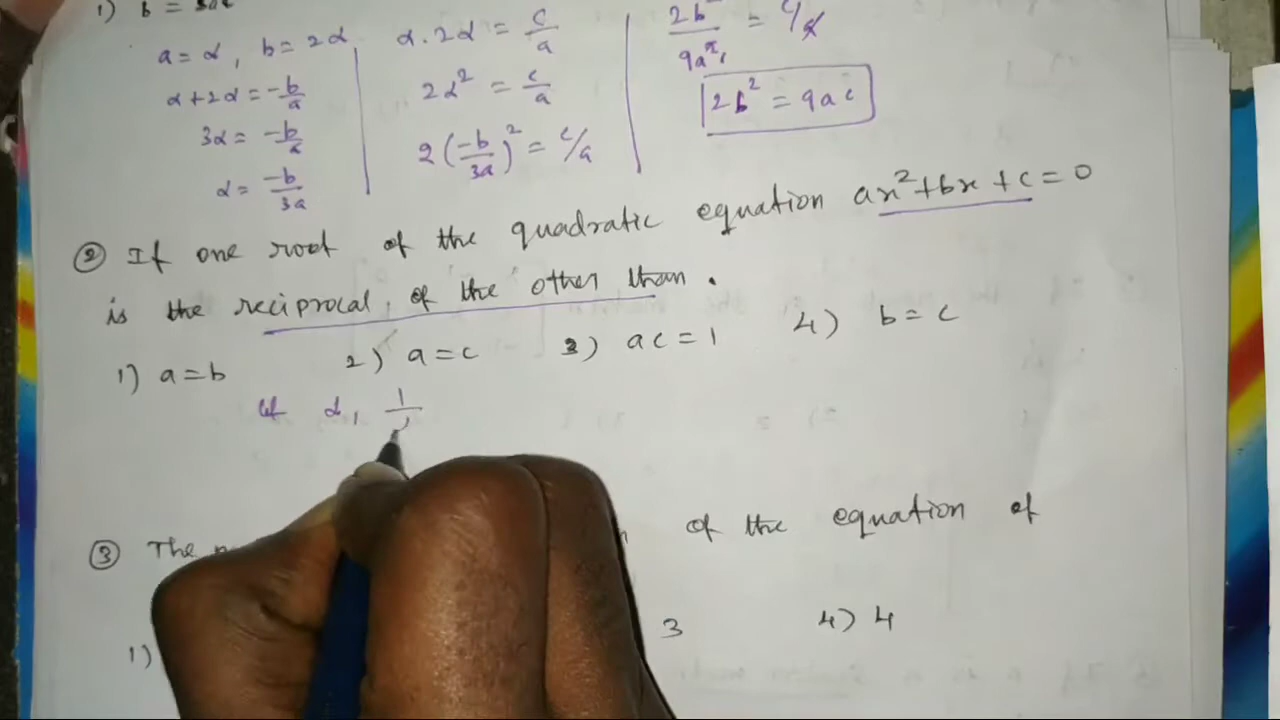 1) b =
a = α, b = 2α
α + 2α = -b/a
3α = -b/a
α = -b/3a
α . 2α = c/a
2α² = c/a
2(-b/3a)² = c/a
2b²/9a² = c/a
2b² = 9ac
② If one root of the quadratic equation ax²+bx+c=0
is the reciprocal of the other than .
1) a=b 2) a=c 3) ac=1 4) b=c
α, 1/
③ The of the equation of
1) 3 4) 4